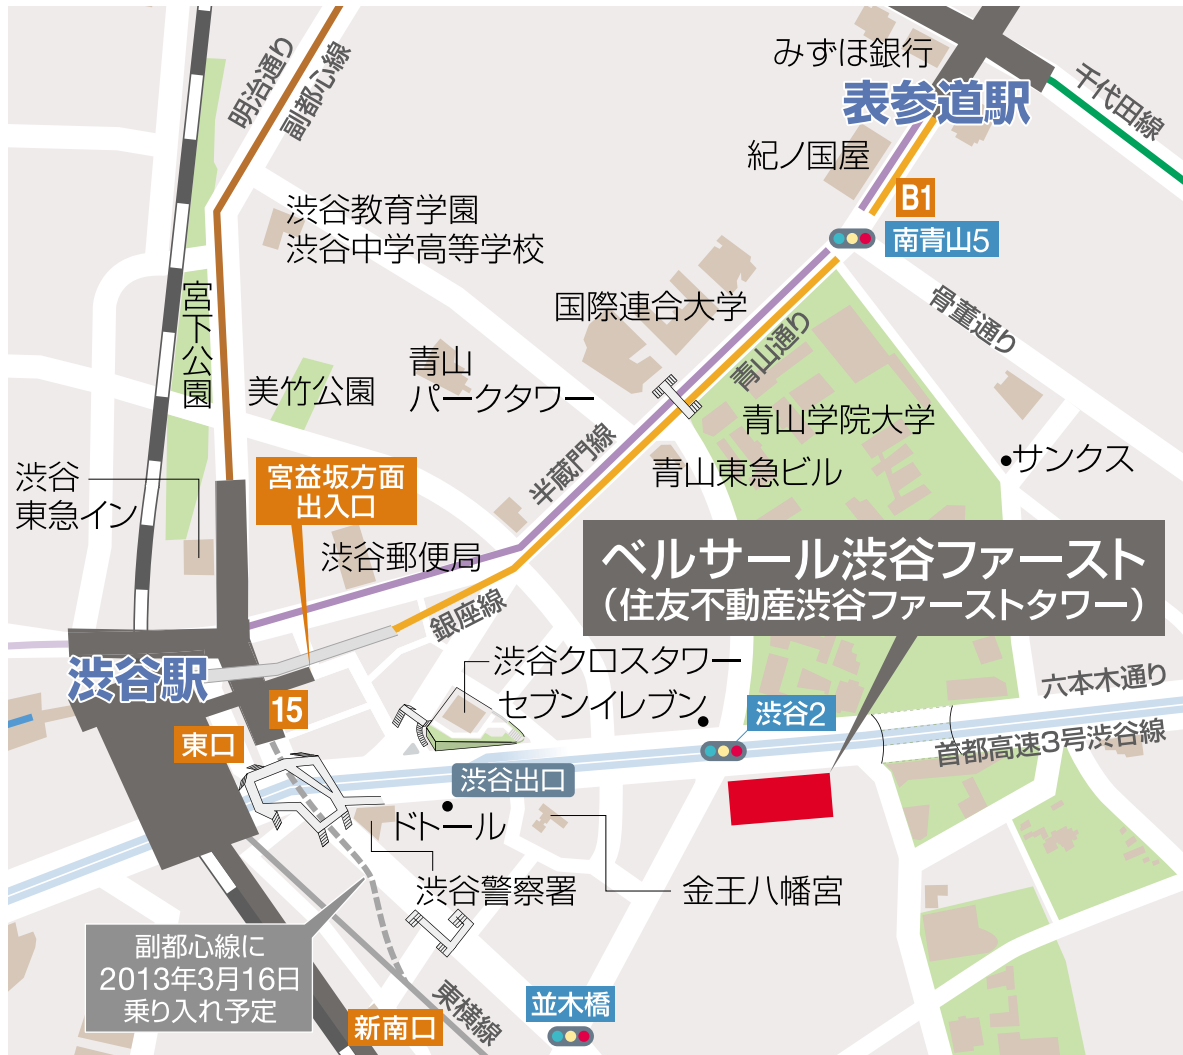 みずほ銀行
表参道駅
千代田線
明治通り
副都心線
紀ノ国屋
B1
南青山5
渋谷教育学園
渋谷中学高等学校
宮下公園
国際連合大学
青山通り
骨董通り
青山
パークタワー
美竹公園
青山学院大学
サンクス
半蔵門線
青山東急ビル
渋谷
東急イン
宮益坂方面
出入口
渋谷郵便局
ベルサール渋谷ファースト
(住友不動産渋谷ファーストタワー)
銀座線
渋谷駅
渋谷クロスタワー
セブンイレブン
渋谷2
六本木通り
首都高速3号渋谷線
15
東口
渋谷出口
ドトール
渋谷警察署
金王八幡宮
副都心線に
2013年3月16日
乗り入れ予定
東横線
新南口
並木橋